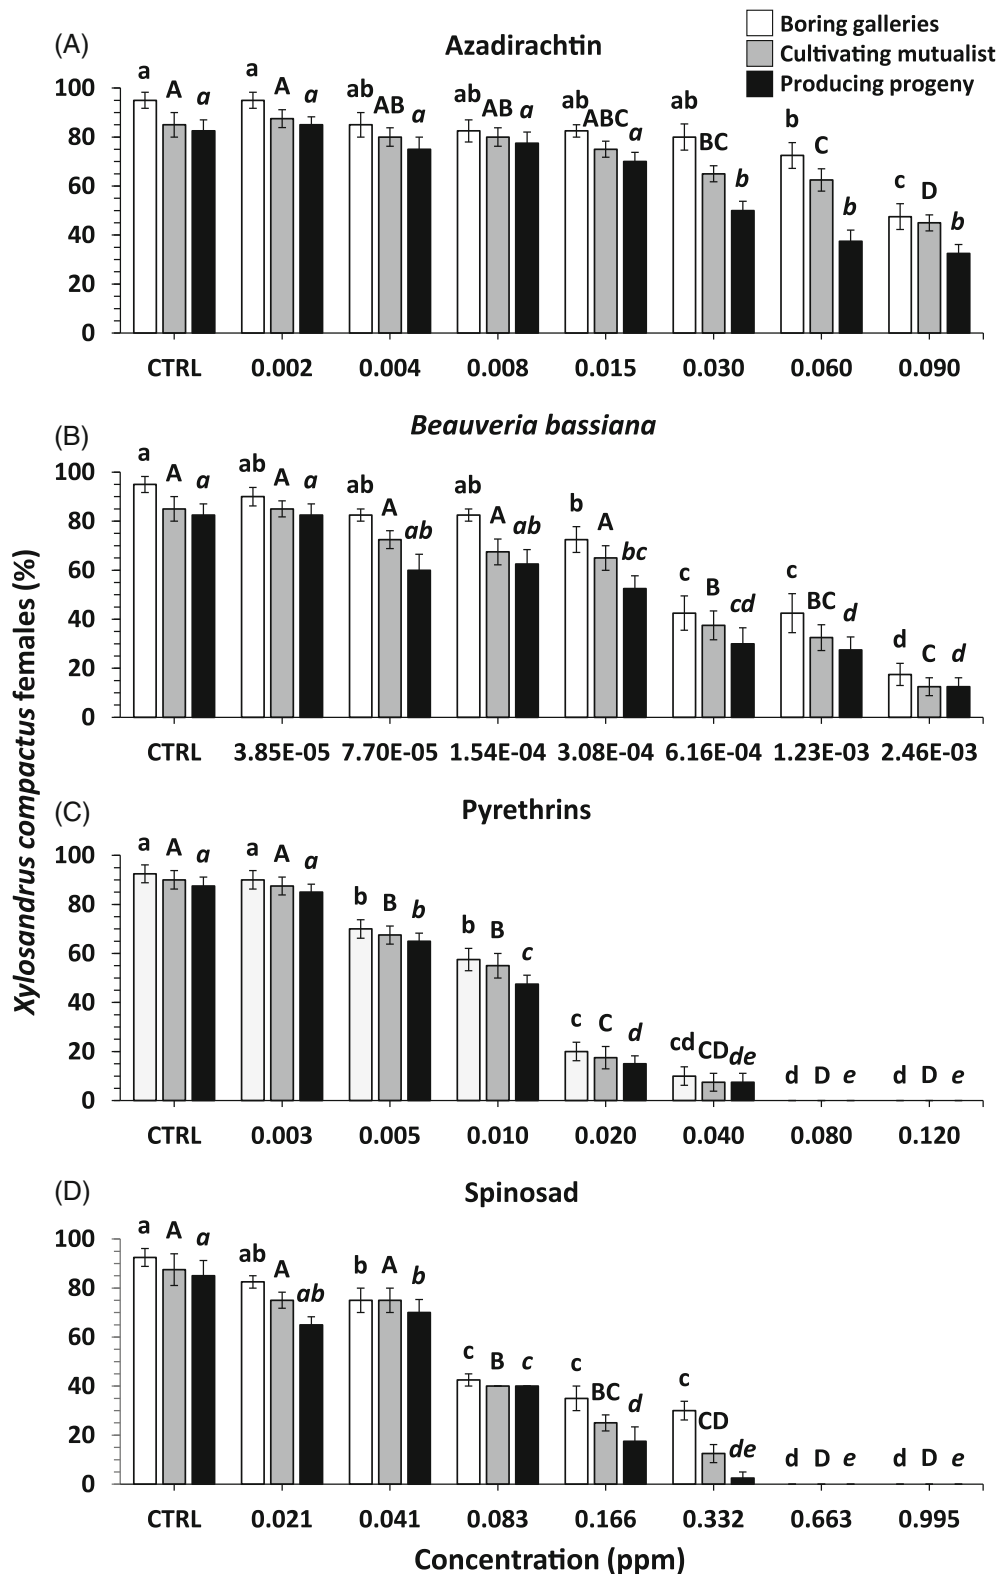 Boring galleries
Cultivating mutualist
Producing progeny
(A)
Azadirachtin
a A a a A a ab AB a ab AB a ab ABC a ab BC b b C b c D b
100
80
60
40
20
0
CTRL 0.002 0.004 0.008 0.015 0.030 0.060 0.090
(B)
Beauveria bassiana
a A a ab A a ab A ab ab A ab b A bc c B cd c BC d d C d
100
80
60
40
20
0
CTRL 3.85E-05 7.70E-05 1.54E-04 3.08E-04 6.16E-04 1.23E-03 2.46E-03
Xylosandrus compactus females (%)
(C)
Pyrethrins
a A a a A a b B b b B c c C d cd CD de d D e d D e
100
80
60
40
20
0
CTRL 0.003 0.005 0.010 0.020 0.040 0.080 0.120
(D)
Spinosad
a A a ab A ab b A b c B c c BC d c CD de d D e d D e
100
80
60
40
20
0
CTRL 0.021 0.041 0.083 0.166 0.332 0.663 0.995
Concentration (ppm)